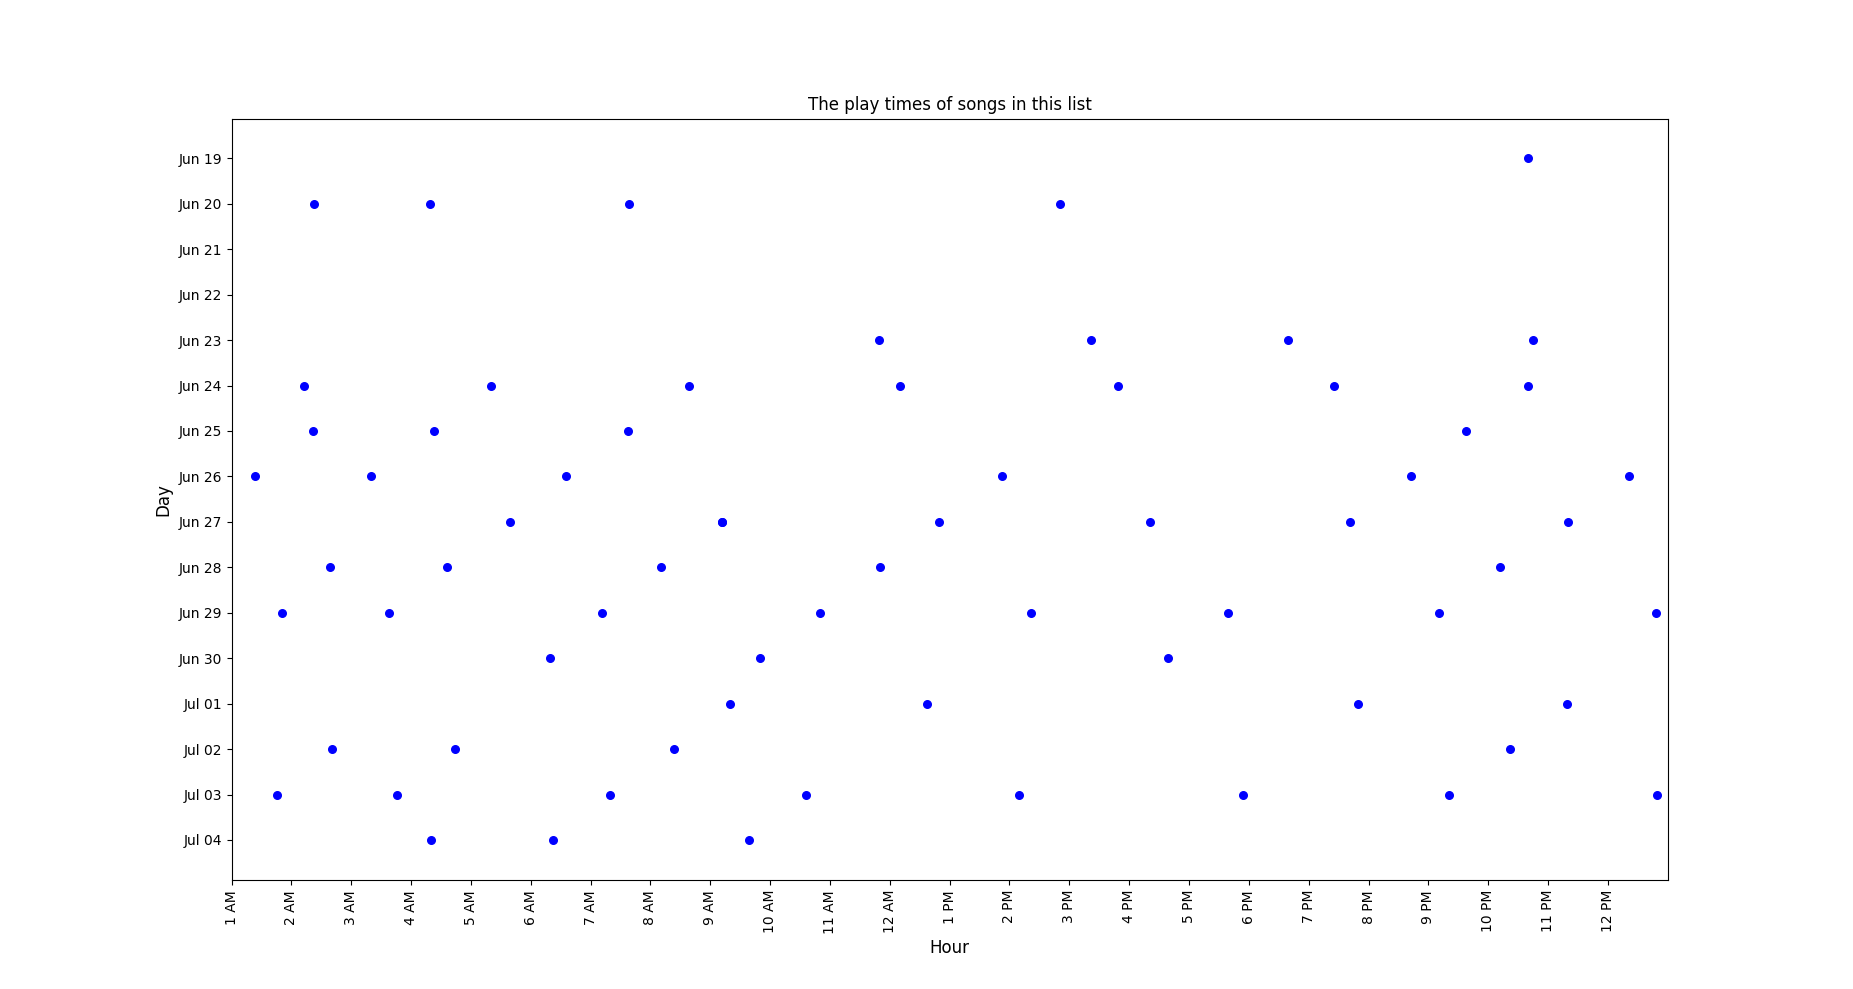 The play times of songs in this list
Day
Jun 19
Jun 20
Jun 21
Jun 22
Jun 23
Jun 24
Jun 25
Jun 26
Jun 27
Jun 28
Jun 29
Jun 30
Jul 01
Jul 02
Jul 03
Jul 04
1 AM
2 AM
3 AM
4 AM
5 AM
6 AM
7 AM
8 AM
9 AM
10 AM
11 AM
12 AM
1 PM
2 PM
3 PM
4 PM
5 PM
6 PM
7 PM
8 PM
9 PM
10 PM
11 PM
12 PM
Hour